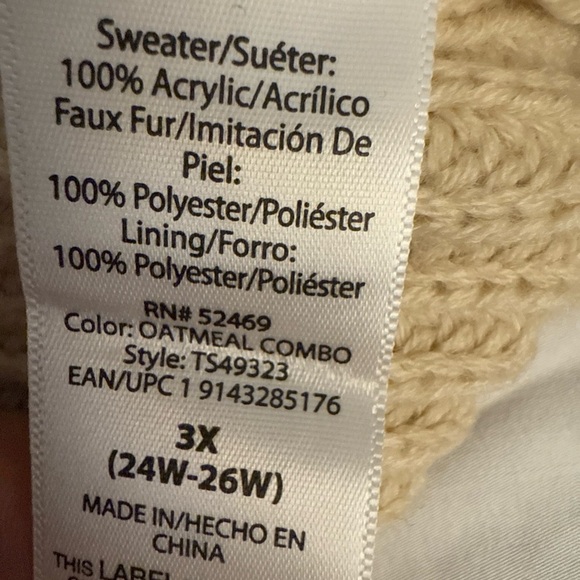 Sweater/Suéter:
100% Acrylic/Acrílico
Faux Fur/Imitación De
Piel:
100% Polyester/Poliéster
Lining/Forro:
100% Polyester/Poliéster
RN# 52469
Color: OATMEAL COMBO
Style: TS49323
EAN/UPC 1 9143285176
3X
(24W-26W)
MADE IN/HECHO EN
CHINA
THIS LABEL